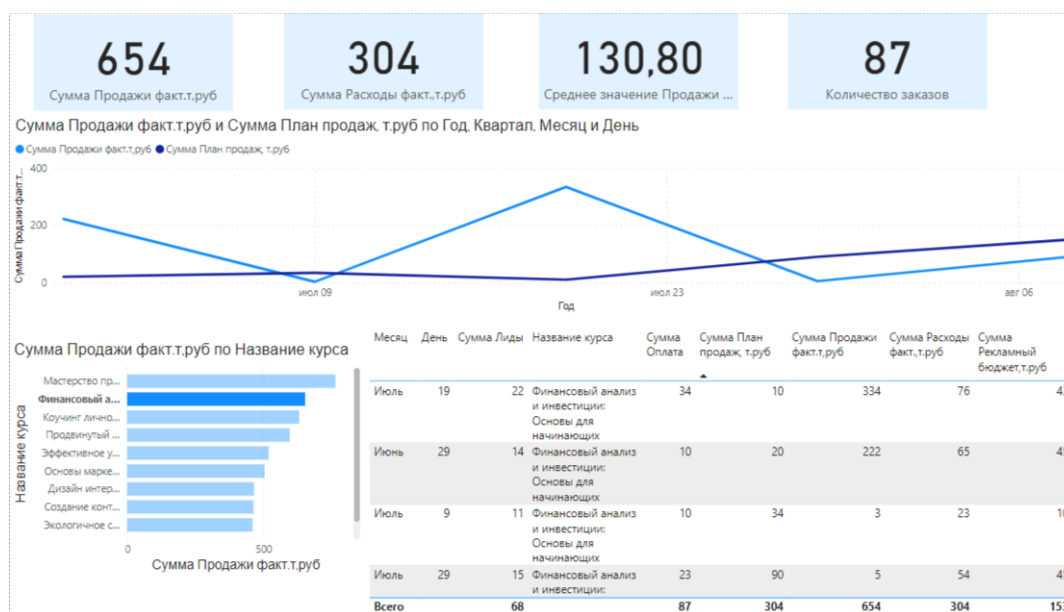 654
Сумма Продажи факт.т,руб
304
Сумма Расходы факт.,т.руб
130,80
Среднее значение Продажи ...
87
Количество заказов
Сумма Продажи факт.т,руб и Сумма План продаж, т.руб по Год, Квартал, Месяц и День
Сумма Продажи факт.т,руб Сумма План продаж, т.руб
Сумма Продажи факт.т...
400
200
0
июл 09 июл 23 авг 06
Год
Сумма Продажи факт.т,руб по Название курса
Название курса
Мастерство пр...
Финансовый а...
Коучинг лично...
Продвинутый ...
Эффективное у...
Основы марке...
Дизайн интер...
Создание конт...
Экологичное с...
0 500
Сумма Продажи факт.т,руб
Месяц День Сумма Лиды Название курса Сумма Сумма План Сумма Продажи Сумма Расходы Сумма
Оплата продаж, т.руб факт.т,руб факт.,т.руб Рекламный
бюджет,т.руб
Июль 19 22 Финансовый анализ 34 10 334 76
и инвестиции:
Основы для
начинающих
Июнь 29 14 Финансовый анализ 10 20 222 65
и инвестиции:
Основы для
начинающих
Июль 9 11 Финансовый анализ 10 34 3 23
и инвестиции:
Основы для
начинающих
Июль 29 15 Финансовый анализ 23 90 5 54
и инвестиции:
Всего 68 87 304 654 304